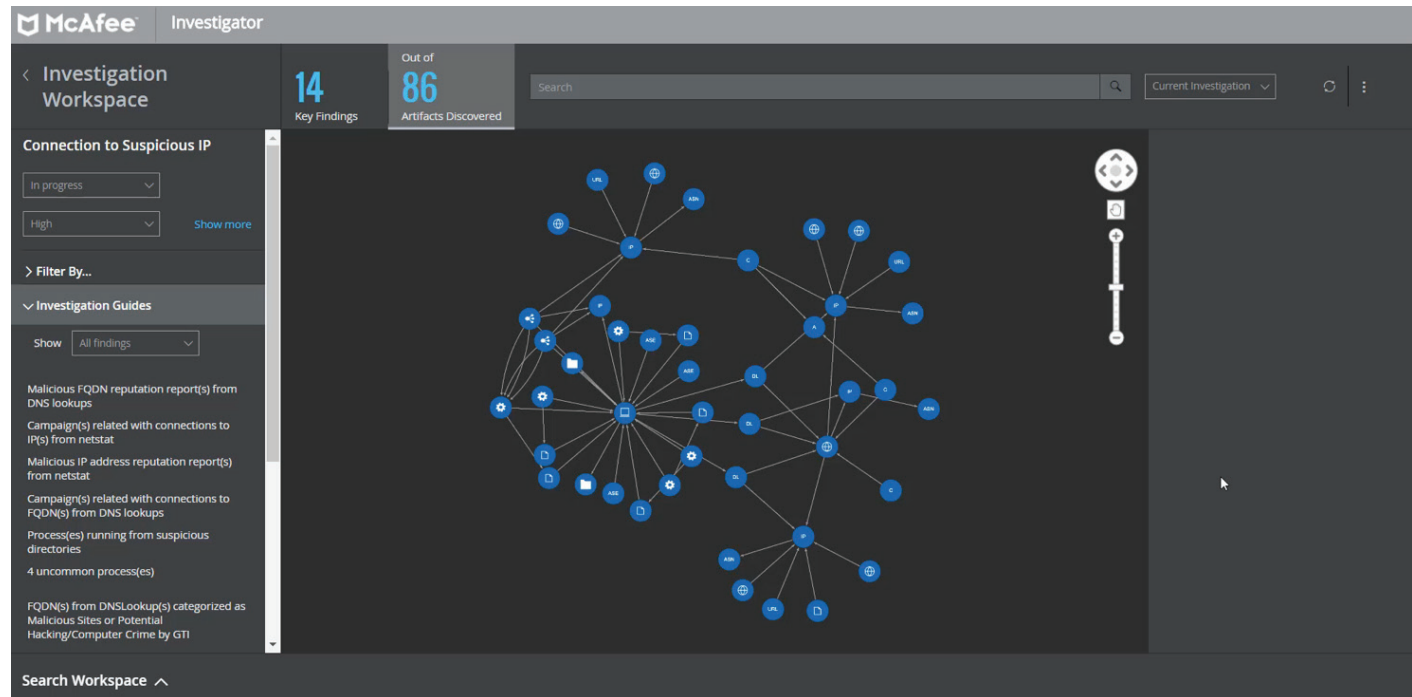 McAfee Investigator
Investigation
Workspace
14
Key Findings
Out of
86
Artifacts Discovered
Search
Current Investigation
Connection to Suspicious IP
In progress
High
Show more
Filter By...
Investigation Guides
Show All findings
Malicious FQDN reputation report(s) from
DNS lookups
Campaign(s) related with connections to
IP(s) from netstat
Malicious IP address reputation report(s)
from netstat
Campaign(s) related with connections to
FQDN(s) from DNS lookups
Process(es) running from suspicious
directories
4 uncommon process(es)
FQDN(s) from DNSLookup(s) categorized as
Malicious Sites or Potential
Hacking/Computer Crime by GTI
URL
ASN
IP
C
URL
IP
ASN
IP
A
ASE
ASE
DL
IP
C
ASN
DL
DL
C
ASE
IP
ASN
URL
Search Workspace